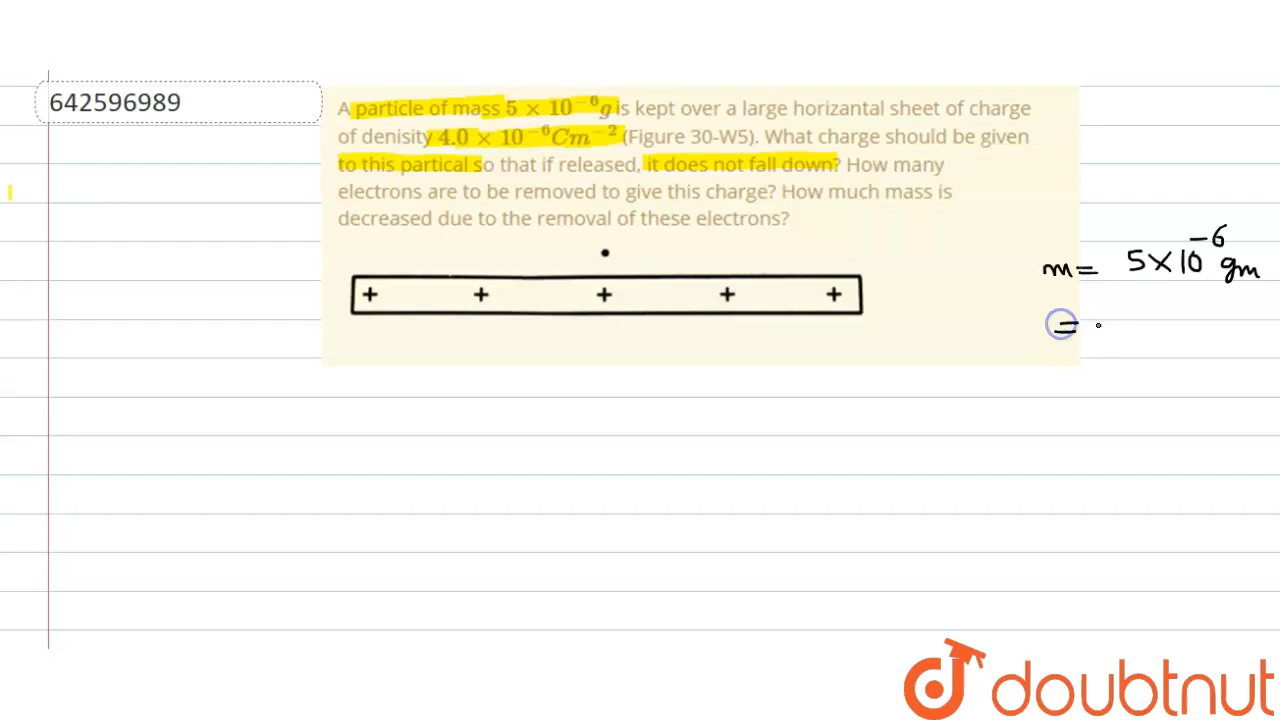 642596989
A particle of mass 5 × 10⁻⁶g is kept over a large horizantal sheet of charge
of denisity 4.0 × 10⁻⁶Cm⁻² (Figure 30-W5). What charge should be given
to this partical so that if released, it does not fall down? How many
electrons are to be removed to give this charge? How much mass is
decreased due to the removal of these electrons?
+ + + + +
m = 5×10⁻⁶ gm
= .
doubtnut